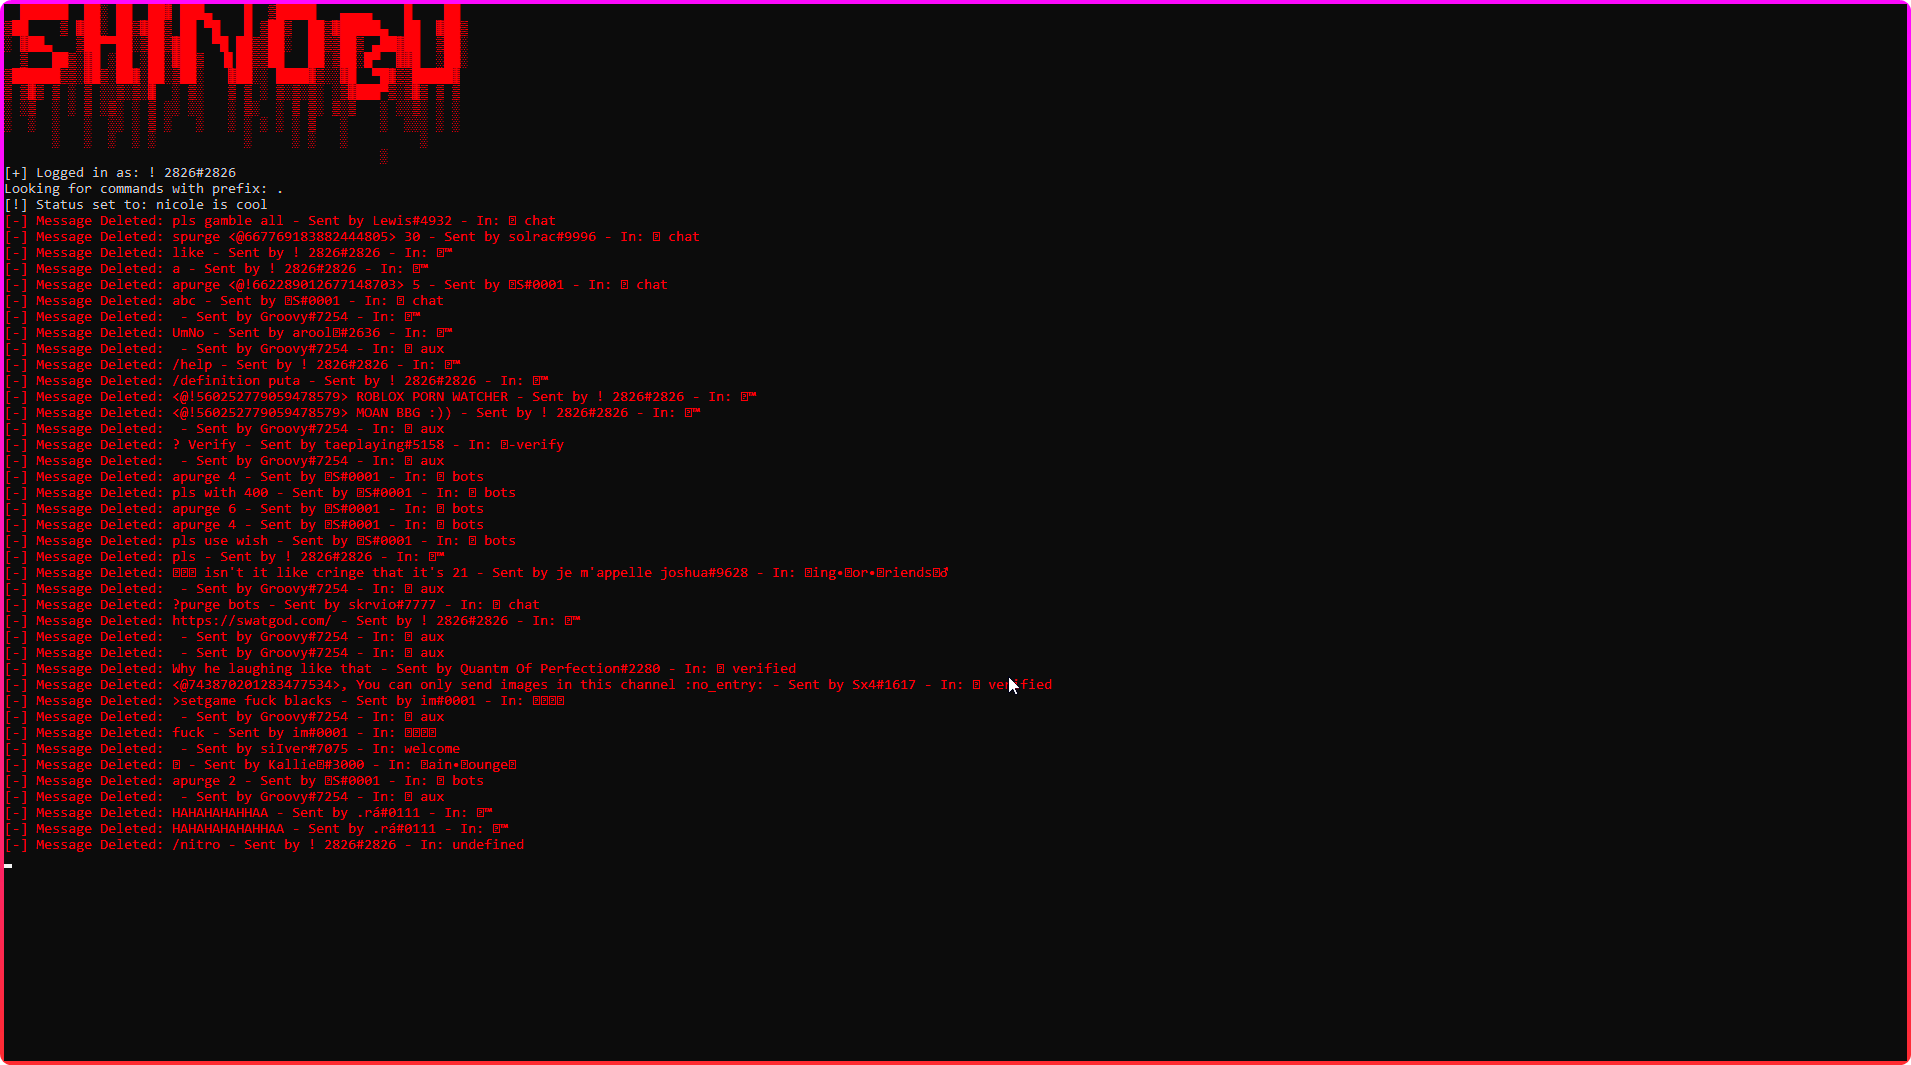 SHINOBU
[+] Logged in as: ! 2826#2826
Looking for commands with prefix: .
[!] Status set to: nicole is cool
[-] Message Deleted: pls gamble all - Sent by Lewis#4932 - In: 🯄 chat
[-] Message Deleted: spurge <@667769183882444805> 30 - Sent by solrac#9996 - In: ⍰ chat
[-] Message Deleted: like - Sent by ! 2826#2826 - In: ⍰™
[-] Message Deleted: a - Sent by ! 2826#2826 - In: ⍰™
[-] Message Deleted: apurge <@!662289012677148703> 5 - Sent by ⍰S#0001 - In: ⍰ chat
[-] Message Deleted: abc - Sent by ⍰S#0001 - In: ⍰ chat
[-] Message Deleted:  - Sent by Groovy#7254 - In: ⍰™
[-] Message Deleted: UmNo - Sent by arool⍰#2636 - In: ⍰™
[-] Message Deleted:  - Sent by Groovy#7254 - In: ⍰ aux
[-] Message Deleted: /help - Sent by ! 2826#2826 - In: ⍰™
[-] Message Deleted: /definition puta - Sent by ! 2826#2826 - In: ⍰™
[-] Message Deleted: <@!560252779059478579> ROBLOX PORN WATCHER - Sent by ! 2826#2826 - In: ⍰™
[-] Message Deleted: <@!560252779059478579> MOAN BBG :)) - Sent by ! 2826#2826 - In: ⍰™
[-] Message Deleted:  - Sent by Groovy#7254 - In: ⍰ aux
[-] Message Deleted: ? Verify - Sent by taeplaying#5158 - In: ⍰-verify
[-] Message Deleted:  - Sent by Groovy#7254 - In: ⍰ aux
[-] Message Deleted: apurge 4 - Sent by ⍰S#0001 - In: ⍰ bots
[-] Message Deleted: pls with 400 - Sent by ⍰S#0001 - In: ⍰ bots
[-] Message Deleted: apurge 6 - Sent by ⍰S#0001 - In: ⍰ bots
[-] Message Deleted: apurge 4 - Sent by ⍰S#0001 - In: ⍰ bots
[-] Message Deleted: pls use wish - Sent by ⍰S#0001 - In: ⍰ bots
[-] Message Deleted: pls - Sent by ! 2826#2826 - In: ⍰™
[-] Message Deleted: ⍰⍰⍰ isn't it like cringe that it's 21 - Sent by je m`appelle joshua#9628 - In: ⍰ing•⍰or•⍰riends⍰♂
[-] Message Deleted:  - Sent by Groovy#7254 - In: ⍰ aux
[-] Message Deleted: ?purge bots - Sent by skrvio#7777 - In: ⍰ chat
[-] Message Deleted: https://swatgod.com/ - Sent by ! 2826#2826 - In: ⍰™
[-] Message Deleted:  - Sent by Groovy#7254 - In: ⍰ aux
[-] Message Deleted:  - Sent by Groovy#7254 - In: ⍰ aux
[-] Message Deleted: Why he laughing like that - Sent by Quantm Of Perfection#2280 - In: ⍰ verified
[-] Message Deleted: <@743870201283477534>, You can only send images in this channel :no_entry: - Sent by Sx4#1617 - In: ⍰ verified
[-] Message Deleted: >setgame fuck blacks - Sent by im#0001 - In: ⍰⍰⍰⍰
[-] Message Deleted:  - Sent by Groovy#7254 - In: ⍰ aux
[-] Message Deleted: fuck - Sent by im#0001 - In: ⍰⍰⍰⍰
[-] Message Deleted:  - Sent by siIver#7075 - In: welcome
[-] Message Deleted: ⍰ - Sent by Kallie⍰#3000 - In: ⍰ain•⍰ounge⍰
[-] Message Deleted: apurge 2 - Sent by ⍰S#0001 - In: ⍰ bots
[-] Message Deleted:  - Sent by Groovy#7254 - In: ⍰ aux
[-] Message Deleted: HAHAHAHAHHAA - Sent by .rá#0111 - In: ⍰™
[-] Message Deleted: HAHAHAHAHAHHAA - Sent by .rá#0111 - In: ⍰™
[-] Message Deleted: /nitro - Sent by ! 2826#2826 - In: undefined